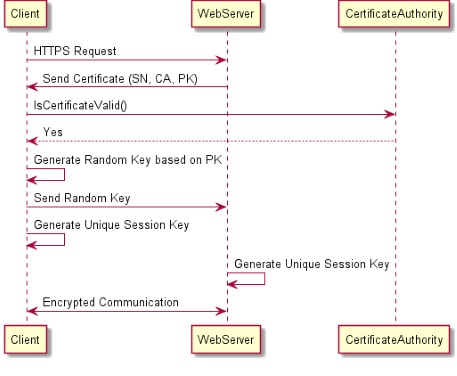 Client WebServer CertificateAuthority
HTTPS Request
Send Certificate (SN, CA, PK)
IsCertificateValid()
Yes
Generate Random Key based on PK
Send Random Key
Generate Unique Session Key
Generate Unique Session Key
Encrypted Communication
Client WebServer CertificateAuthority